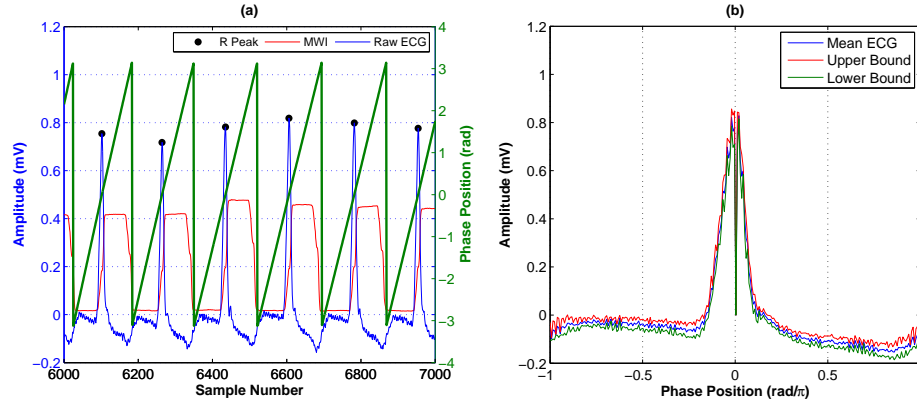 (a)
R Peak MWI Raw ECG
Amplitude (mV)
1.2
1
0.8
0.6
0.4
0.2
0
−0.2
6000 6200 6400 6600 6800 7000
Sample Number
4
3
2
1
0
−1
−2
−3
−4
Phase Position (rad)
(b)
Mean ECG
Upper Bound
Lower Bound
Amplitude (mV)
1.2
1
0.8
0.6
0.4
0.2
0
−0.2
−1 −0.5 0 0.5 1
Phase Position (rad/π)